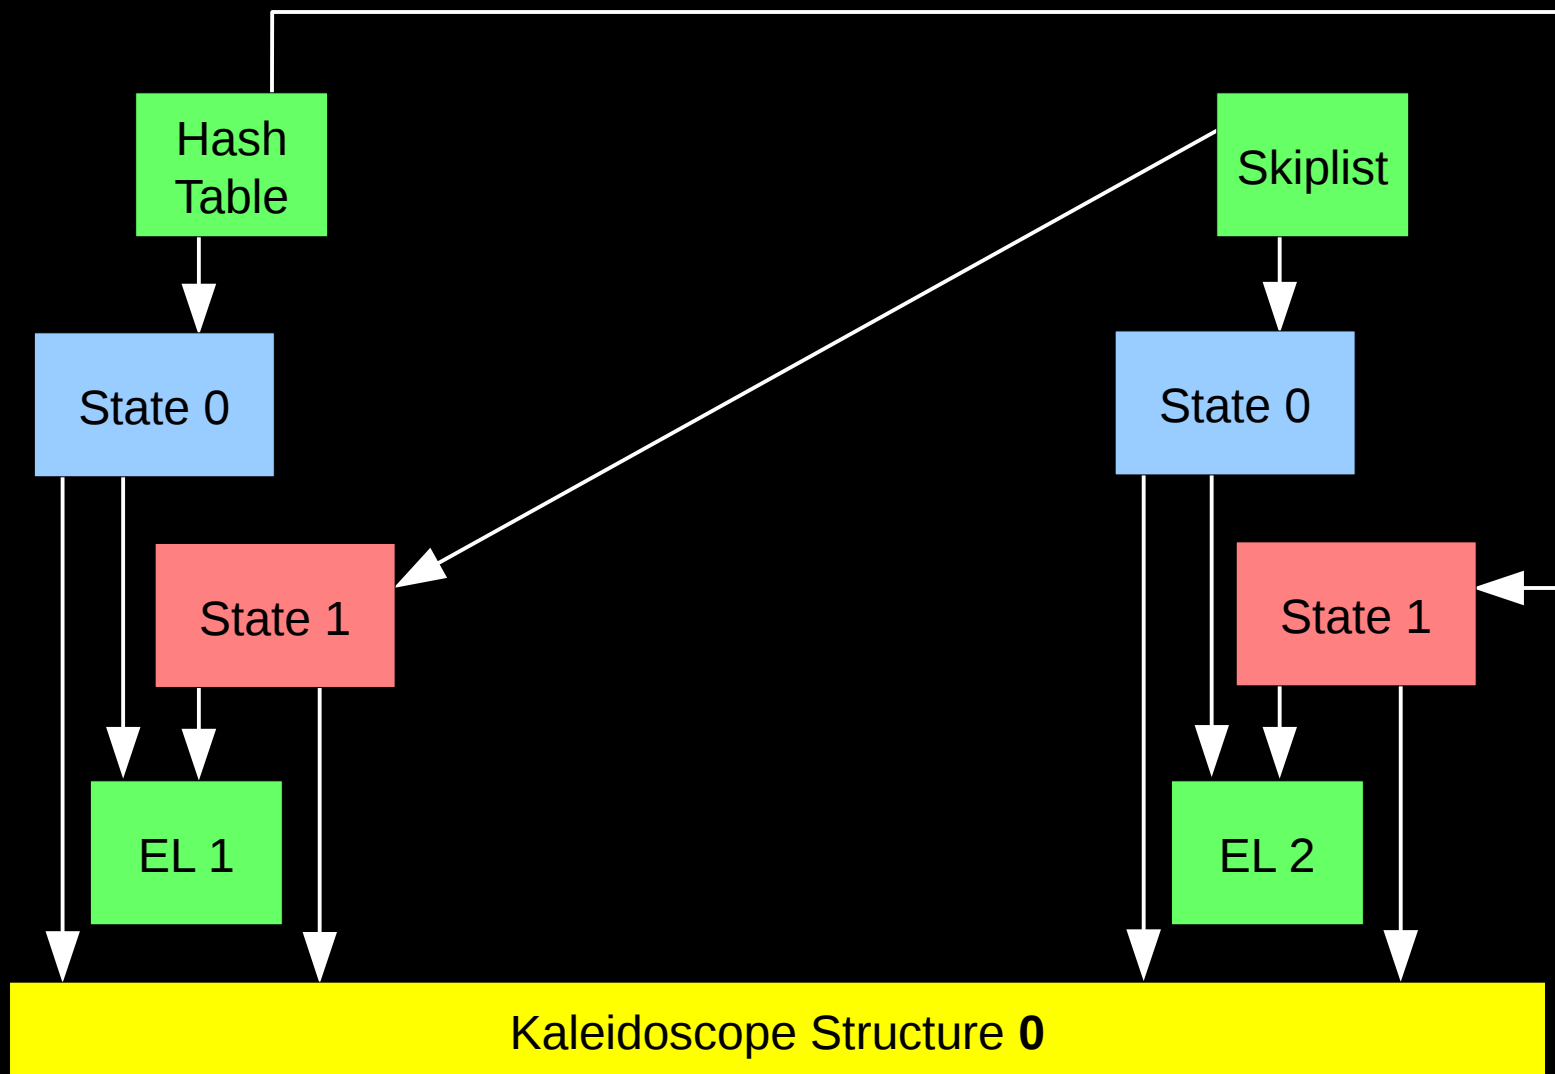 Hash
Table
Skiplist
State 0
State 0
State 1
State 1
EL 1
EL 2
Kaleidoscope Structure 0